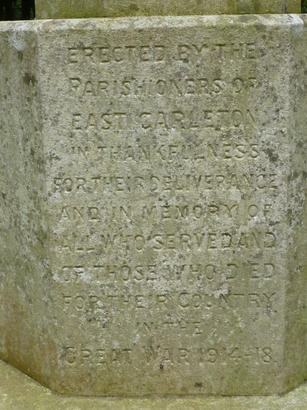 ERECTED BY THE
PARISHIONERS OF
EAST CARLETON
IN THANKFULNESS
FOR THEIR DELIVERANCE
AND IN MEMORY OF
ALL WHO SERVED AND
OF THOSE WHO DIED
FOR THEIR COUNTRY
IN THE
GREAT WAR 1914-18